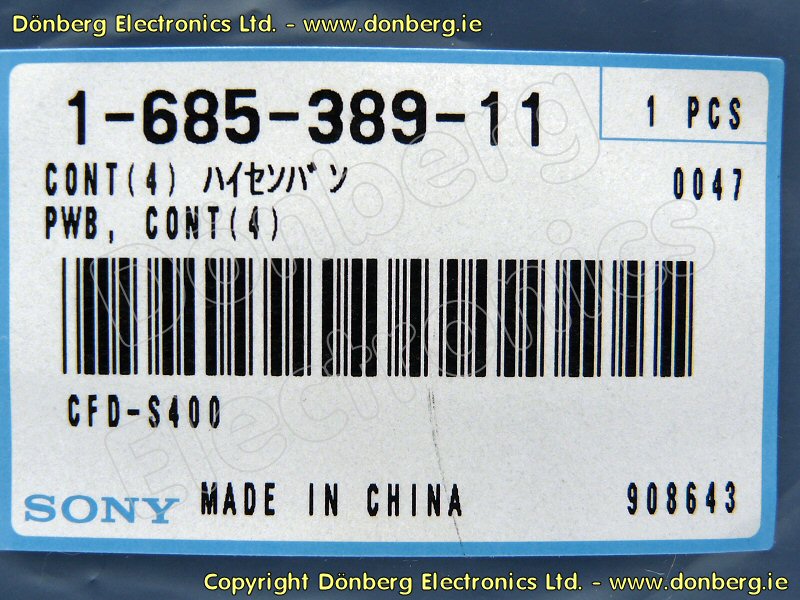 Dönberg Electronics Ltd. - www.donberg.ie
1-685-389-11
1 PCS
CONT(4) ハイセンバン
0047
PWB, CONT(4)
Dönberg
Electronics
CFD-S400
SONY MADE IN CHINA
908643
Copyright Dönberg Electronics Ltd. - www.donberg.ie